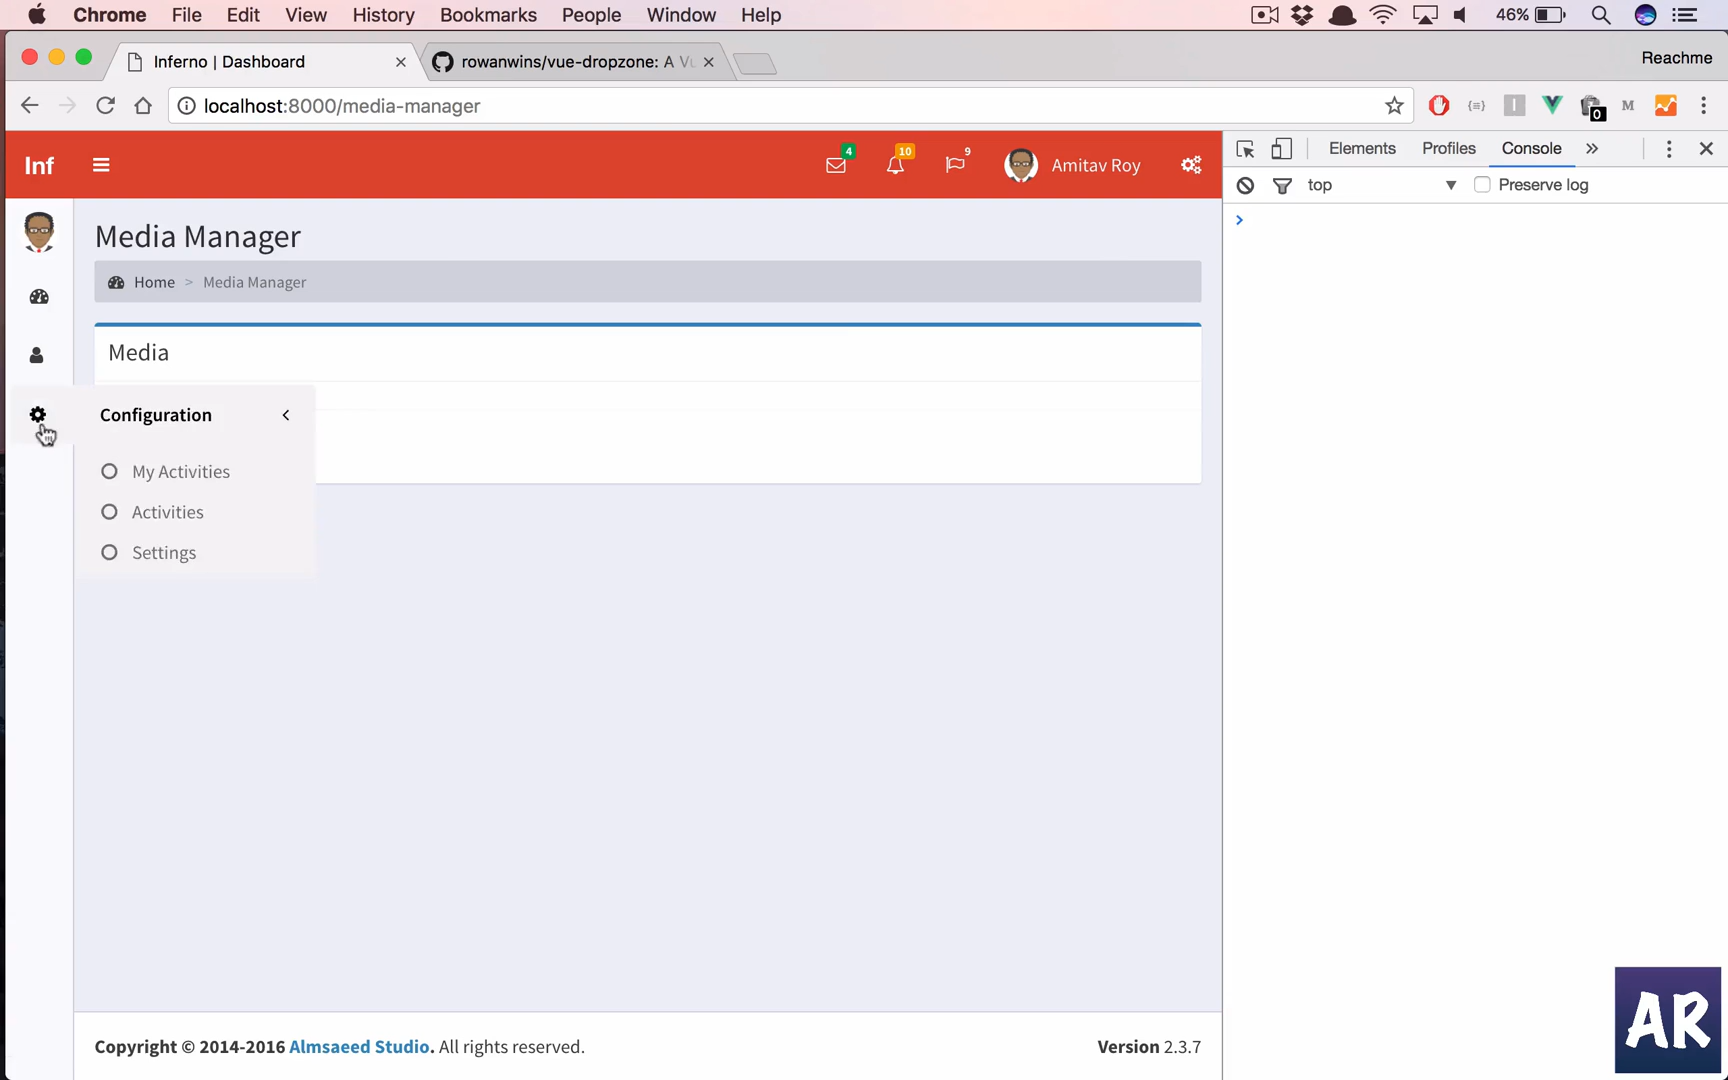 Chrome File Edit View History Bookmarks People Window Help 46%
Inferno | Dashboard rowanwins/vue-dropzone: A Vu Reachme
localhost:8000/media-manager 0 M
Inf 4 10 9 Amitav Roy
Elements Profiles Console
top Preserve log
Media Manager
Home > Media Manager
Media
Configuration
My Activities
Activities
Settings
Copyright © 2014-2016 Almsaeed Studio. All rights reserved. Version 2.3.7
AR